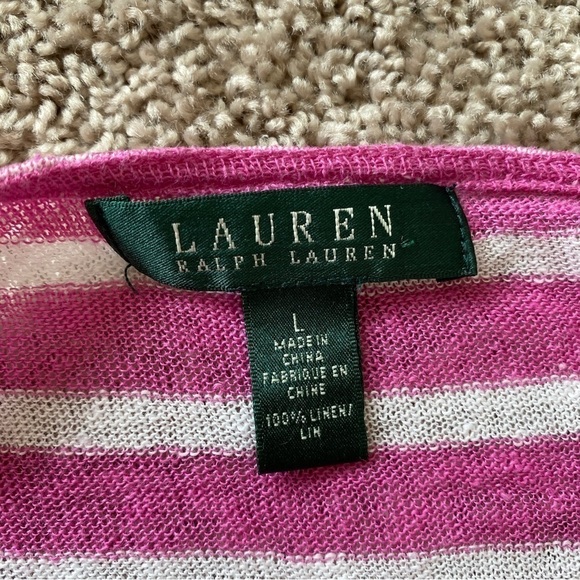 LAUREN
RALPH LAUREN
L
MADE IN
CHINA
FABRIQUE EN
CHINE
100% LINEN/
LIN